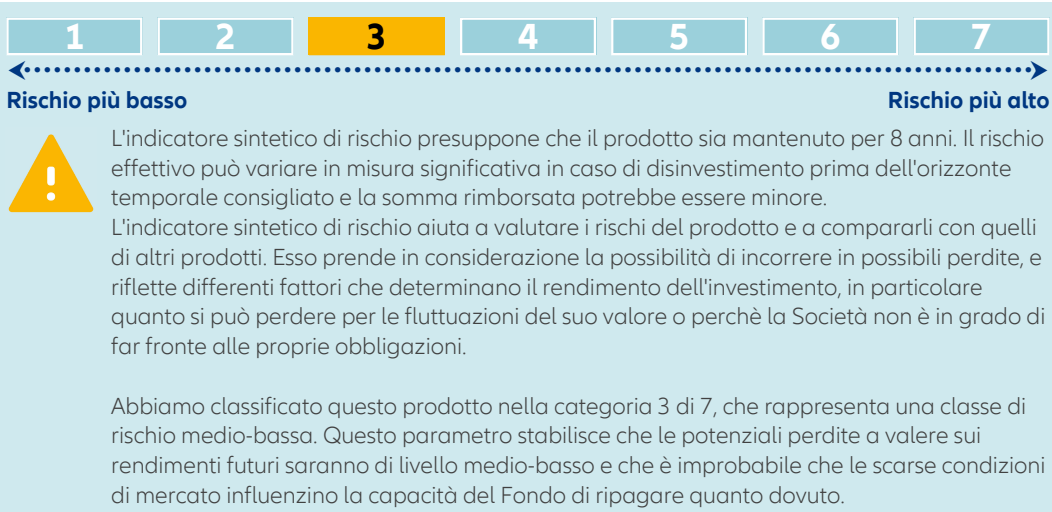 1 2 3 4 5 6 7
Rischio più basso Rischio più alto
L'indicatore sintetico di rischio presuppone che il prodotto sia mantenuto per 8 anni. Il rischio
effettivo può variare in misura significativa in caso di disinvestimento prima dell'orizzonte
temporale consigliato e la somma rimborsata potrebbe essere minore.
L'indicatore sintetico di rischio aiuta a valutare i rischi del prodotto e a compararli con quelli
di altri prodotti. Esso prende in considerazione la possibilità di incorrere in possibili perdite, e
riflette differenti fattori che determinano il rendimento dell'investimento, in particolare
quanto si può perdere per le fluttuazioni del suo valore o perchè la Società non è in grado di
far fronte alle proprie obbligazioni.
Abbiamo classificato questo prodotto nella categoria 3 di 7, che rappresenta una classe di
rischio medio-bassa. Questo parametro stabilisce che le potenziali perdite a valere sui
rendimenti futuri saranno di livello medio-basso e che è improbabile che le scarse condizioni
di mercato influenzino la capacità del Fondo di ripagare quanto dovuto.